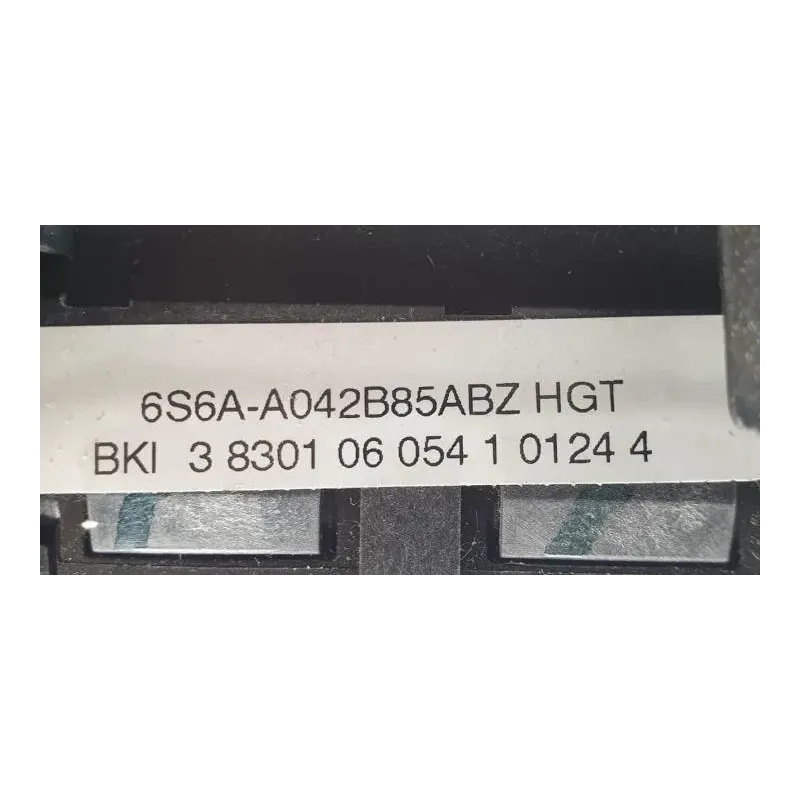 6S6A-A042B85ABZ HGT
BKI 3 8301 06 054 1 0124 4